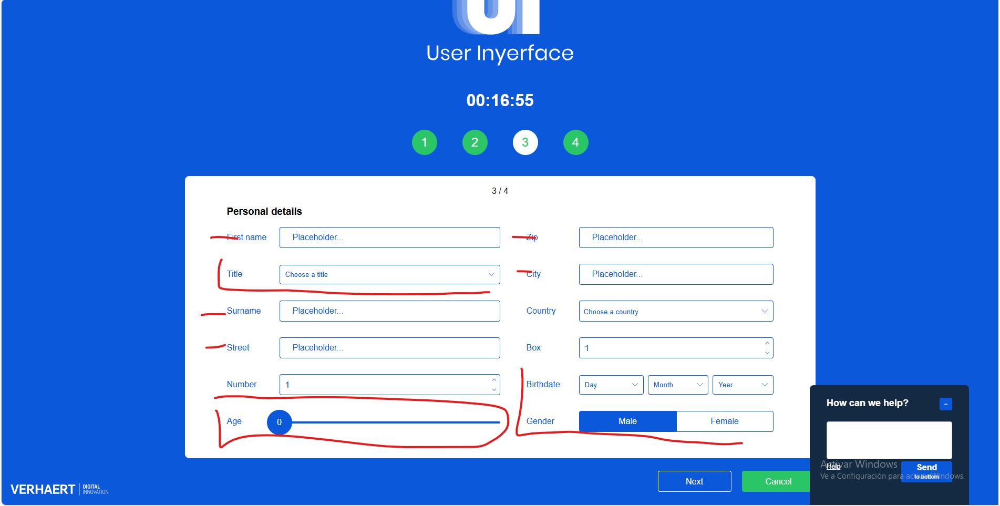 UI
User Inyerface
00:16:55
1 2 3 4
3 / 4
Personal details
First name Placeholder...
Zip Placeholder...
Title Choose a title
City Placeholder...
Surname Placeholder...
Country Choose a country
Street Placeholder...
Box 1
Number 1
Birthdate Day Month Year
Age 0
Gender Male Female
How can we help?
Help
Send
to bottom
Activar Windows
Ve a Configuración para activar Windows.
Next Cancel
VERHAERT DIGITAL
INNOVATION